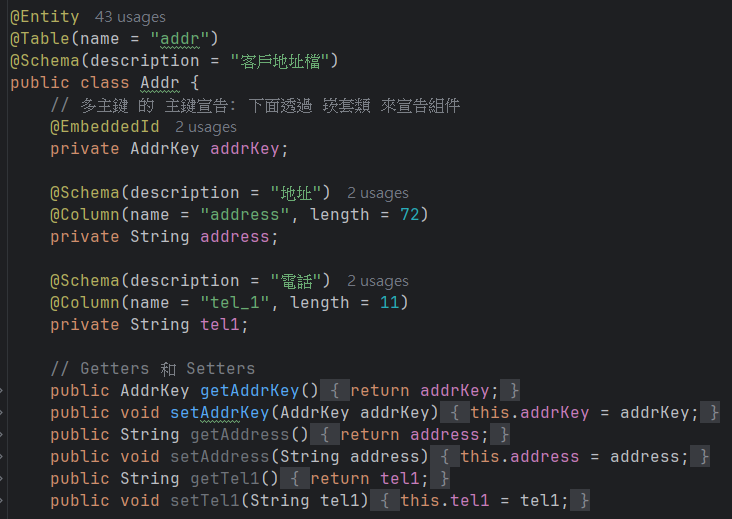 @Entity 43 usages
@Table(name = "addr")
@Schema(description = "客戶地址檔")
public class Addr {
// 多主鍵 的 主鍵宣告: 下面透過 崁套類 來宣告組件
@EmbeddedId 2 usages
private AddrKey addrKey;
@Schema(description = "地址") 2 usages
@Column(name = "address", length = 72)
private String address;
@Schema(description = "電話") 2 usages
@Column(name = "tel_1", length = 11)
private String tel1;
// Getters 和 Setters
public AddrKey getAddrKey() { return addrKey; }
public void setAddrKey(AddrKey addrKey) { this.addrKey = addrKey; }
public String getAddress() { return address; }
public void setAddress(String address) { this.address = address; }
public String getTel1() { return tel1; }
public void setTel1(String tel1) { this.tel1 = tel1; }